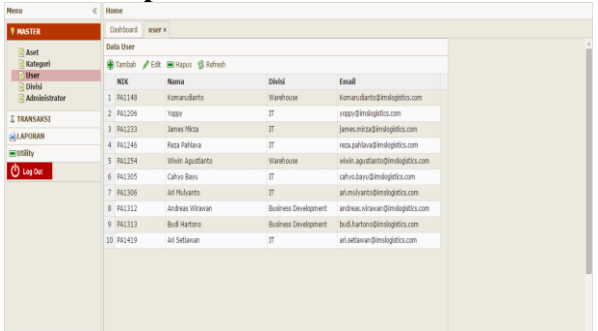 Menu « Home
MASTER
Aset
Kategori
User
Divisi
Administrator
Σ TRANSAKSI
LAPORAN
Utility
Log Out
Dashboard user ×
Data User
Tambah Edit Hapus Refresh
NIK Nama Divisi Email
1 PA1148 Komarudianto Warehouse Komarudianto@imslogistics.com
2 PA1206 Yoppy IT yoppy@imslogistics.com
3 PA1233 James Mirza IT james.mirza@imslogistics.com
4 PA1246 Reza Pahlava IT reza.pahlava@imslogistics.com
5 PA1254 Wiwin Agustianto Warehouse wiwin.agustianto@imslogistics.com
6 PA1305 Cahyo Bayu IT cahyo.bayu@imslogistics.com
7 PA1306 Ari Mulyanto IT ari.mulyanto@imslogistics.com
8 PA1312 Andreas Wirawan Business Development andreas.wirawan@imslogistics.com
9 PA1313 Budi Hartono Business Development budi.hartono@imslogistics.com
10 PA1419 Ari Setiawan IT ari.setiawan@imslogistics.com